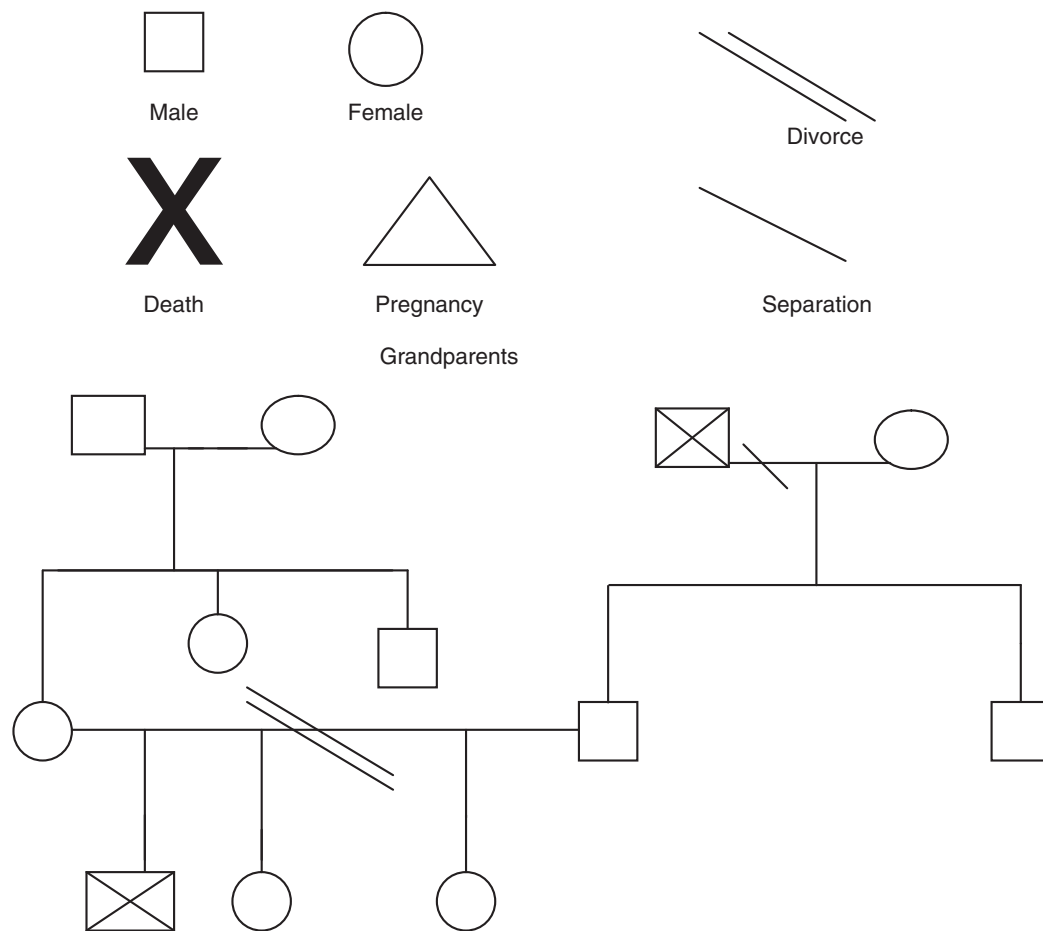 Male
Female
Divorce
X
Death
Pregnancy
Separation
Grandparents